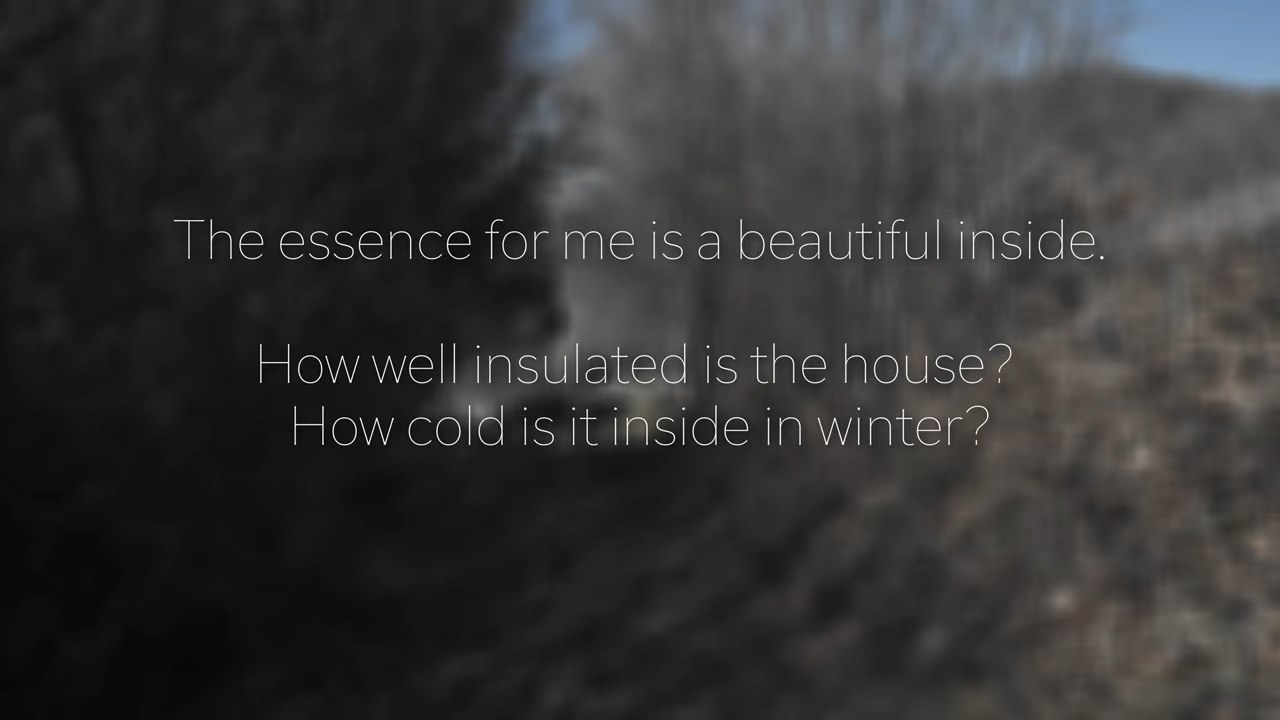 The essence for me is a beautiful inside.
How well insulated is the house?
How cold is it inside in winter?